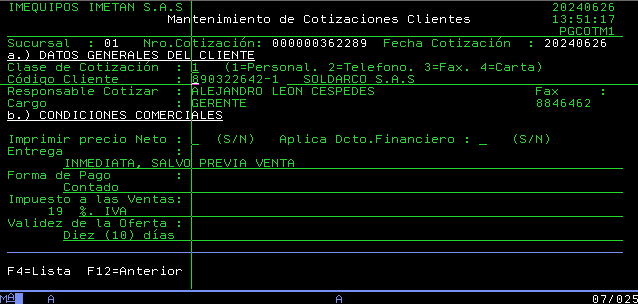 IMEQUIPOS IMETAN S.A.S 20240626
Mantenimiento de Cotizaciones Clientes 13:51:17
PGCOTM1
Sucursal : 01 Nro.Cotización: 000000362289 Fecha Cotización : 20240626
a.) DATOS GENERALES DEL CLIENTE
Clase de Cotización : 1 (1=Personal. 2=Telefono. 3=Fax. 4=Carta)
Código Cliente : 890322642-1 SOLDARCO S.A.S
Responsable Cotizar : ALEJANDRO LEON CESPEDES Fax :
Cargo : GERENTE 8846462
b.) CONDICIONES COMERCIALES
Imprimir precio Neto : _ (S/N) Aplica Dcto.Financiero : _ (S/N)
Entrega :
INMEDIATA, SALVO PREVIA VENTA
Forma de Pago :
Contado
Impuesto a las Ventas:
19 %. IVA
Validez de la Oferta :
Diez (10) días
F4=Lista F12=Anterior
MA A A 07/025